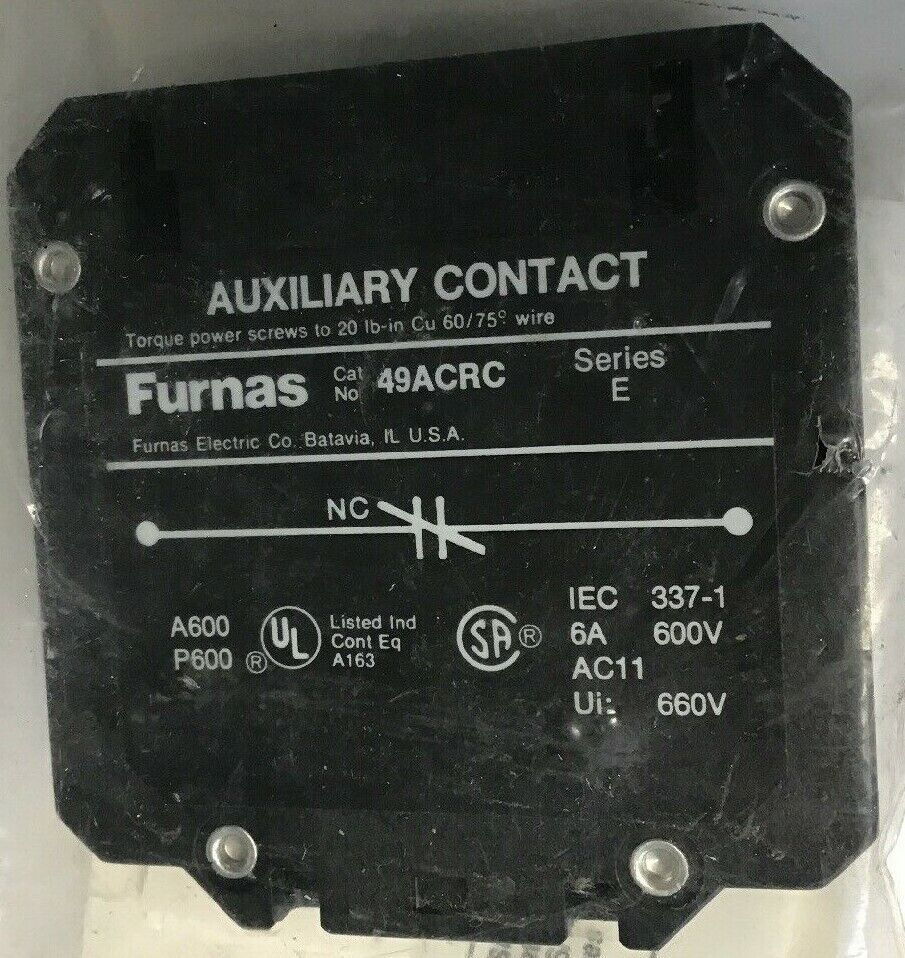 AUXILIARY CONTACT
Torque power screws to 20 lb-in Cu 60/75° wire
Furnas Cat No 49ACRC Series E
Furnas Electric Co. Batavia, IL U.S.A.
NC
A600
P600 ®
UL
Listed Ind
Cont Eq
A163
SA ®
IEC 337-1
6A 600V
AC11
Ui: 660V